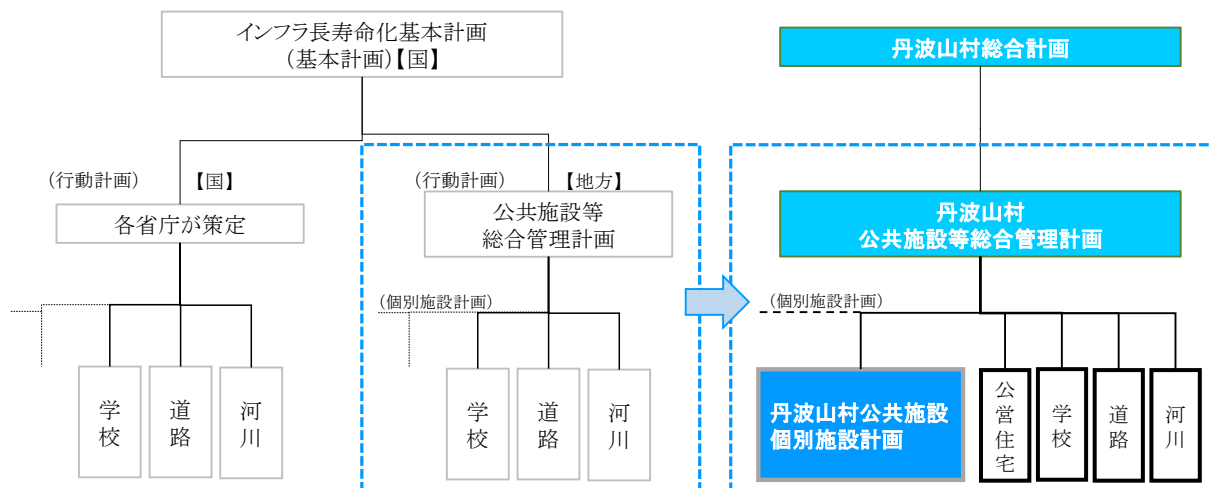 インフラ長寿命化基本計画
(基本計画)【国】
丹波山村総合計画
(行動計画)
【国】
各省庁が策定
(行動計画)
【地方】
公共施設等
総合管理計画
丹波山村
公共施設等総合管理計画
(個別施設計画)
(個別施設計画)
学校
道路
河川
学校
道路
河川
丹波山村公共施設
個別施設計画
公営住宅
学校
道路
河川